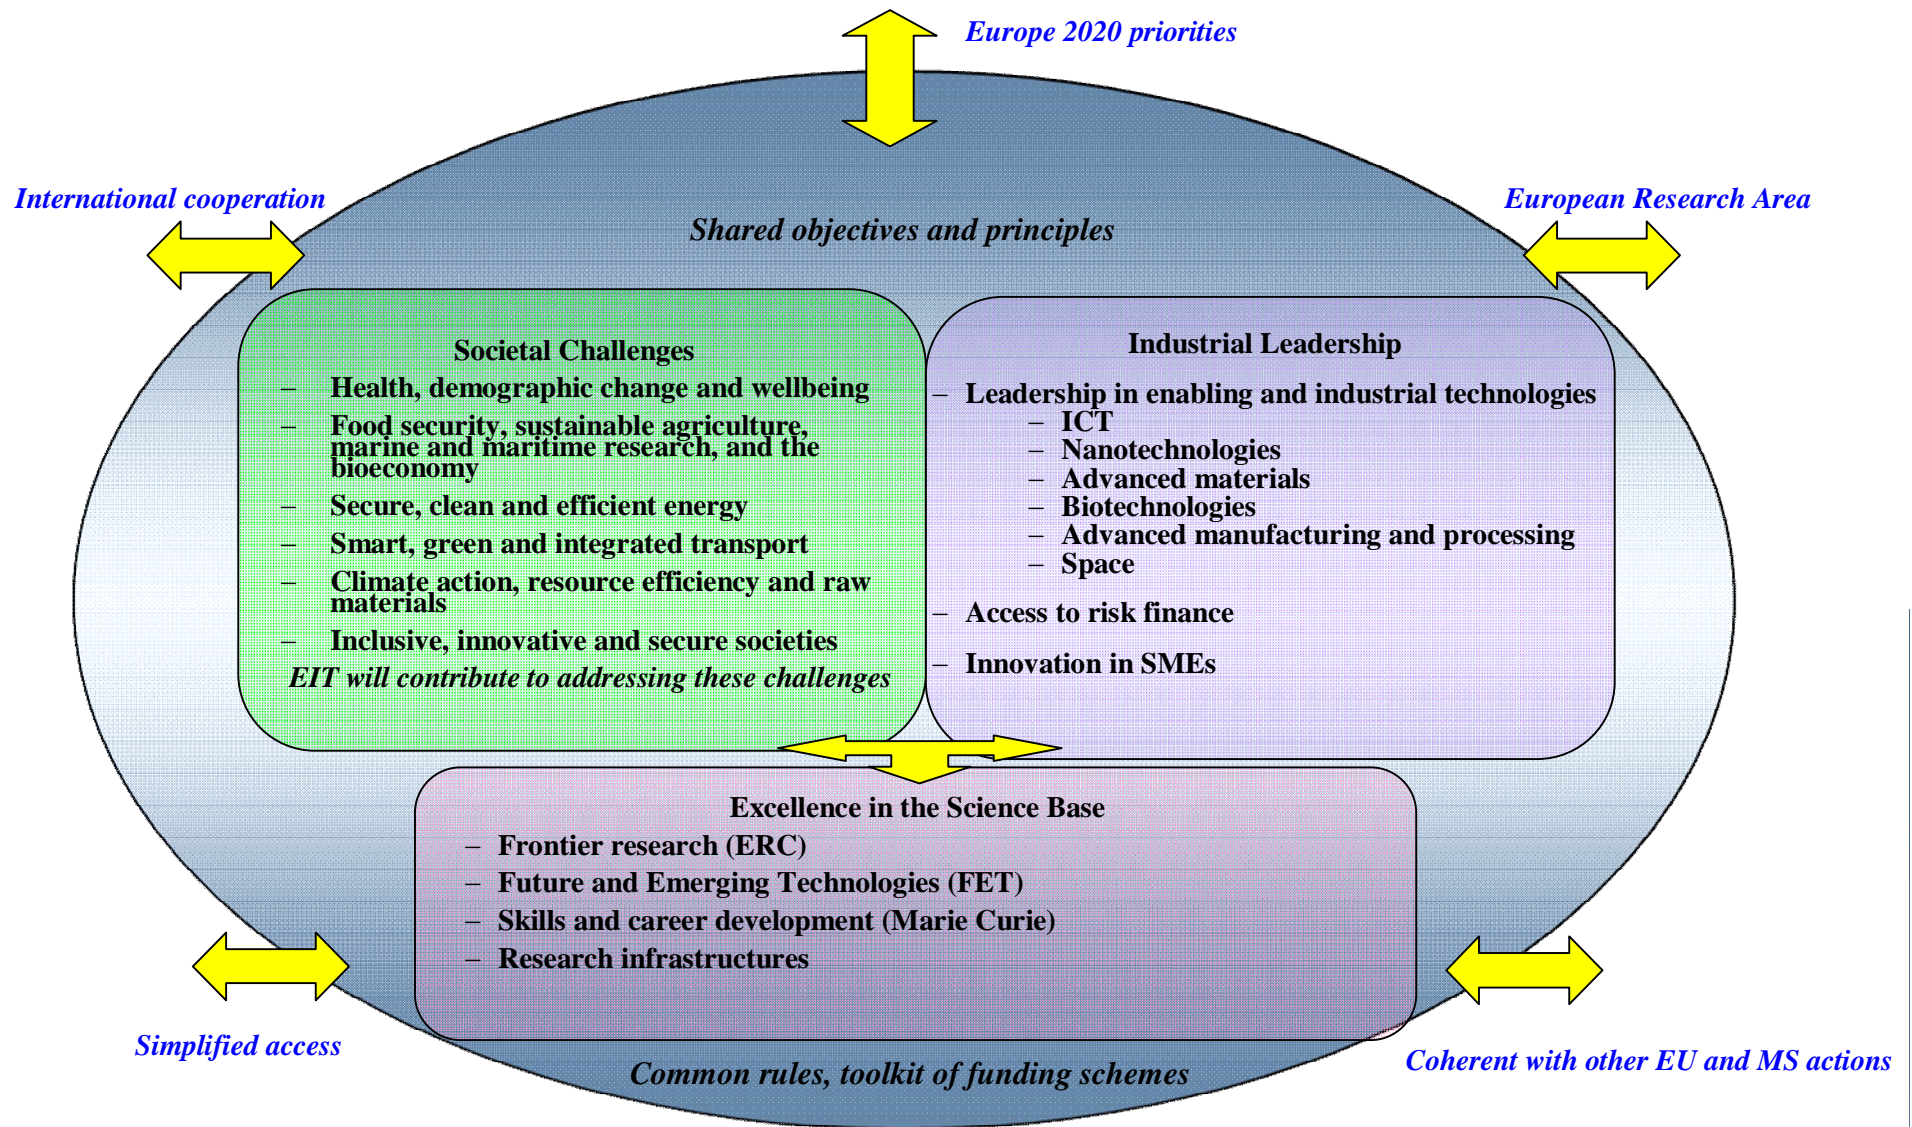 Europe 2020 priorities
International cooperation
European Research Area
Shared objectives and principles
Societal Challenges
– Health, demographic change and wellbeing
– Food security, sustainable agriculture,
marine and maritime research, and the
bioeconomy
– Secure, clean and efficient energy
– Smart, green and integrated transport
– Climate action, resource efficiency and raw
materials
– Inclusive, innovative and secure societies
EIT will contribute to addressing these challenges
Industrial Leadership
– Leadership in enabling and industrial technologies
– ICT
– Nanotechnologies
– Advanced materials
– Biotechnologies
– Advanced manufacturing and processing
– Space
– Access to risk finance
– Innovation in SMEs
Excellence in the Science Base
– Frontier research (ERC)
– Future and Emerging Technologies (FET)
– Skills and career development (Marie Curie)
– Research infrastructures
Simplified access
Coherent with other EU and MS actions
Common rules, toolkit of funding schemes